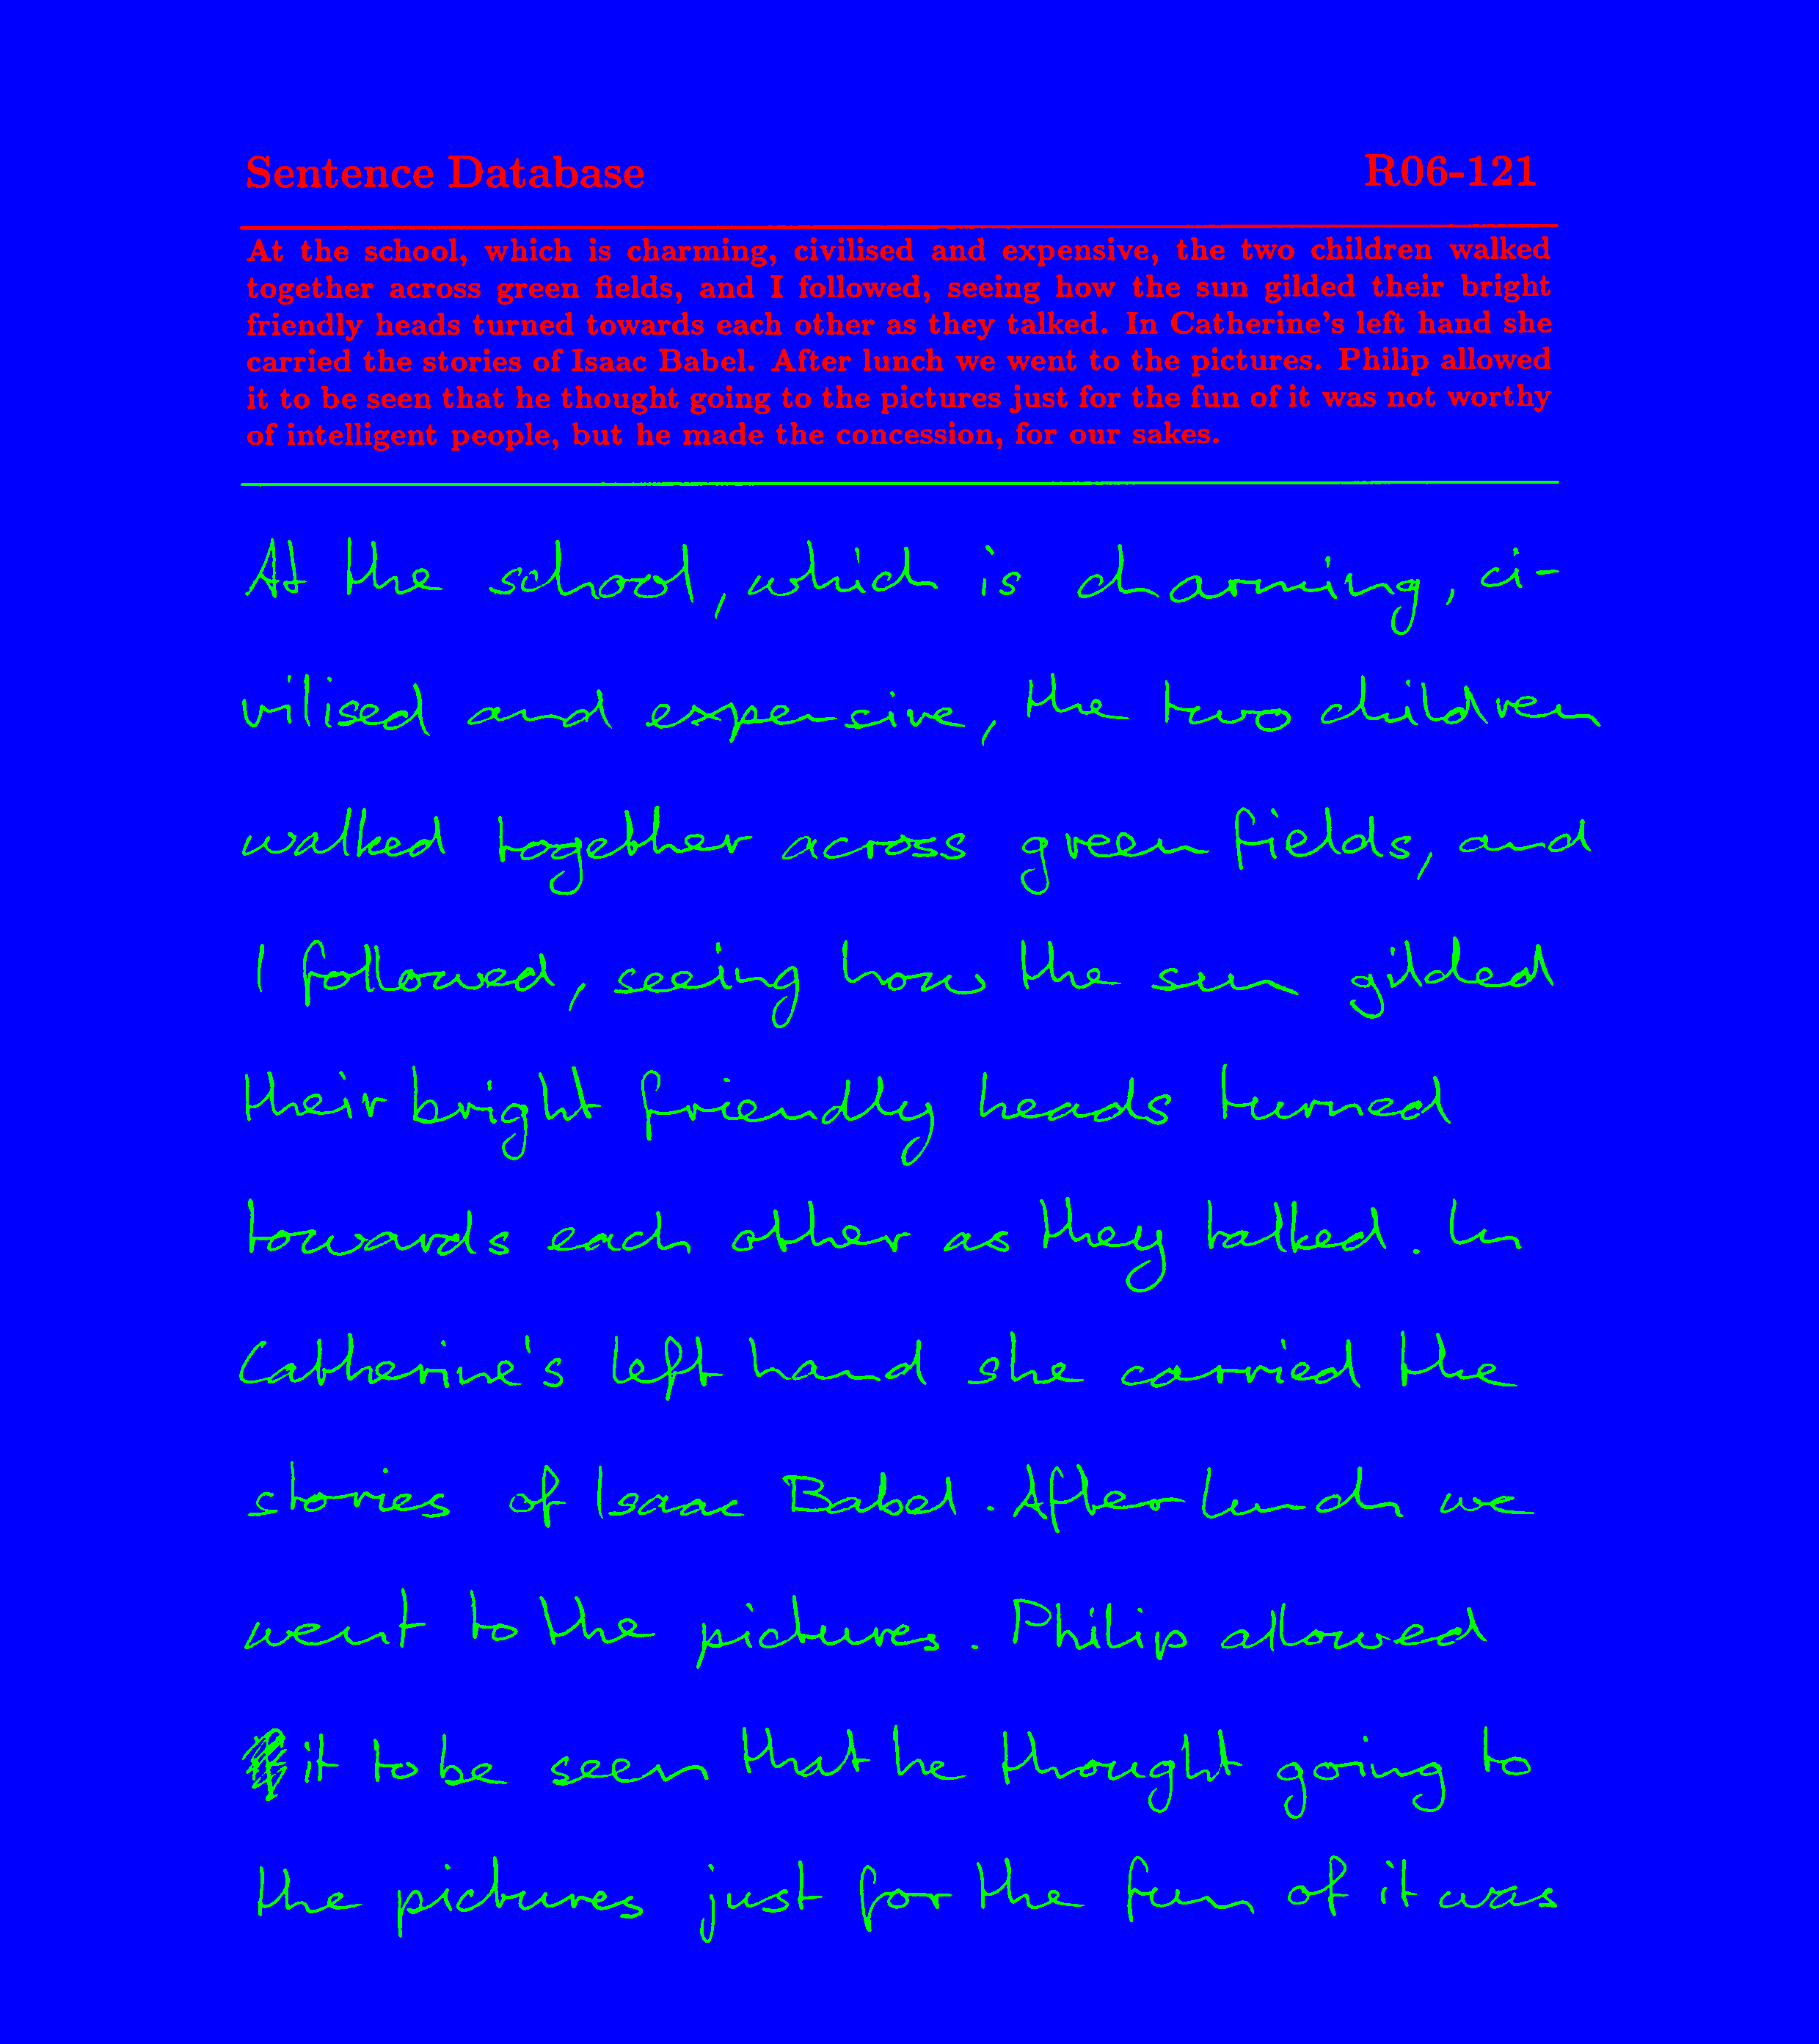 Sentence Database R06-121
At the school, which is charming, civilised and expensive, the two children walked
together across green fields, and I followed, seeing how the sun gilded their bright
friendly heads turned towards each other as they talked. In Catherine's left hand she
carried the stories of Isaac Babel. After lunch we went to the pictures. Philip allowed
it to be seen that he thought going to the pictures just for the fun of it was not worthy
of intelligent people, but he made the concession, for our sakes.
At the school, which is charming, ci-
vilised and expensive, the two children
walked together across green fields, and
I followed, seeing how the sun gilded
their bright friendly heads turned
towards each other as they talked. In
Catherine's left hand she carried the
stories of Isaac Babel. After lunch we
went to the pictures. Philip allowed
it to be seen that he thought going to
the pictures just for the fun of it was